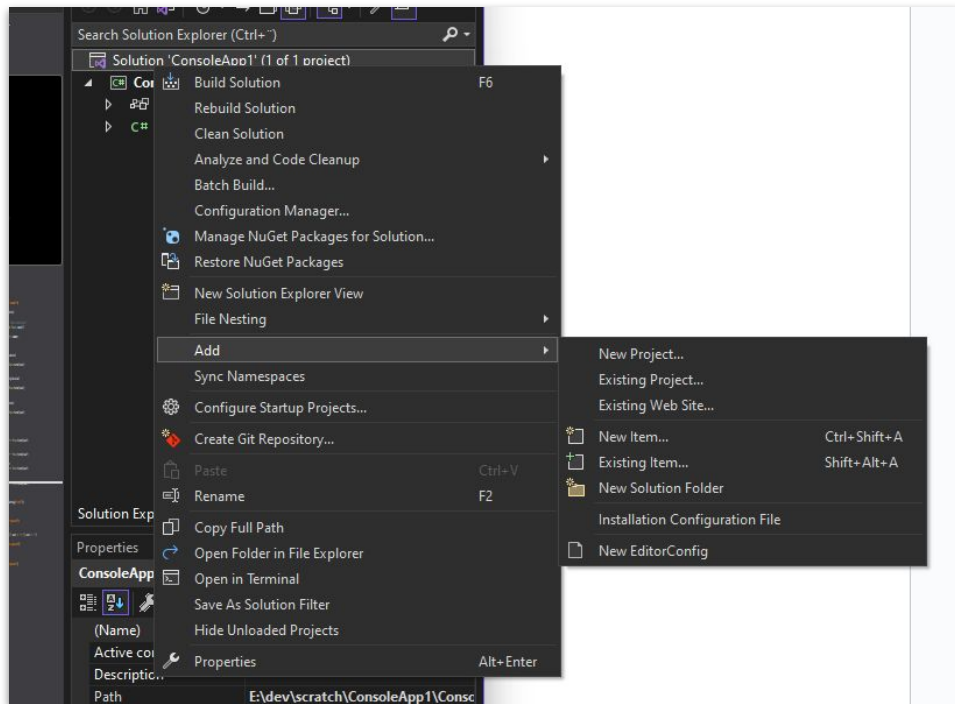 Search Solution Explorer (Ctrl+¨)
Solution 'ConsoleApp1' (1 of 1 project)
C# Con
C#
Build Solution F6
Rebuild Solution
Clean Solution
Analyze and Code Cleanup
Batch Build...
Configuration Manager...
Manage NuGet Packages for Solution...
Restore NuGet Packages
New Solution Explorer View
File Nesting
Add
Sync Namespaces
Configure Startup Projects...
Create Git Repository...
Paste Ctrl+V
Rename F2
Copy Full Path
Open Folder in File Explorer
Open in Terminal
Save As Solution Filter
Hide Unloaded Projects
Properties Alt+Enter
New Project...
Existing Project...
Existing Web Site...
New Item... Ctrl+Shift+A
Existing Item... Shift+Alt+A
New Solution Folder
Installation Configuration File
New EditorConfig
Solution Exp
Properties
ConsoleApp
(Name)
Active co
Description
Path E:\dev\scratch\ConsoleApp1\Conso